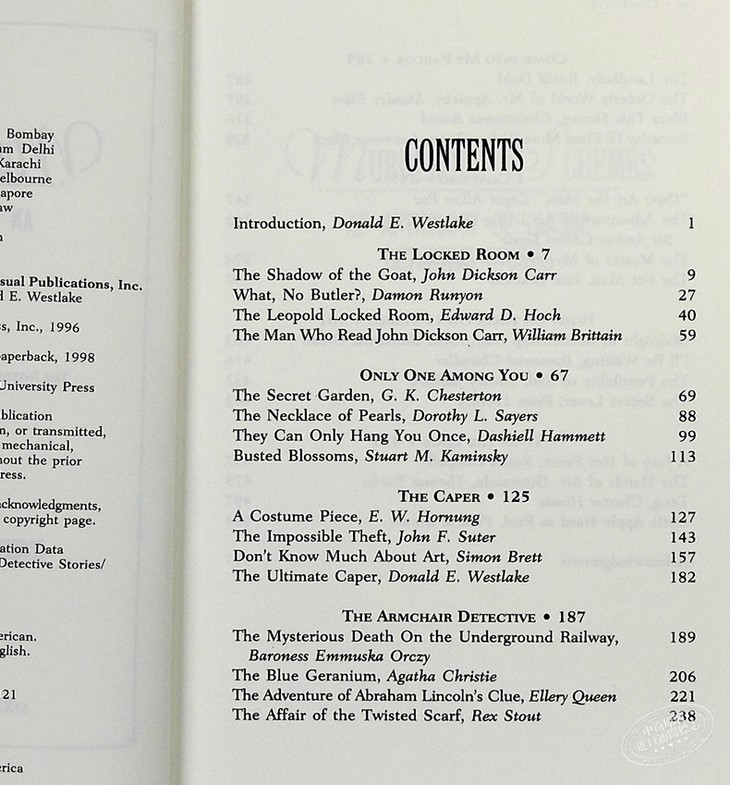 Bombay
Delhi
Karachi
elbourne
apore
aw
sual Publications, Inc.
E. Westlake
ss, Inc., 1996
aperback, 1998
University Press
blication
m, or transmitted,
mechanical,
hout the prior
ress.
cknowledgments,
copyright page.
ation Data
Detective Stories/
erican.
glish.
21
erica
CONTENTS
Introduction, Donald E. Westlake 1
THE LOCKED ROOM • 7
The Shadow of the Goat, John Dickson Carr 9
What, No Butler?, Damon Runyon 27
The Leopold Locked Room, Edward D. Hoch 40
The Man Who Read John Dickson Carr, William Brittain 59
ONLY ONE AMONG YOU • 67
The Secret Garden, G. K. Chesterton 69
The Necklace of Pearls, Dorothy L. Sayers 88
They Can Only Hang You Once, Dashiell Hammett 99
Busted Blossoms, Stuart M. Kaminsky 113
THE CAPER • 125
A Costume Piece, E. W. Hornung 127
The Impossible Theft, John F. Suter 143
Don't Know Much About Art, Simon Brett 157
The Ultimate Caper, Donald E. Westlake 182
THE ARMCHAIR DETECTIVE • 187
The Mysterious Death On the Underground Railway, 189
Baroness Emmuska Orczy
The Blue Geranium, Agatha Christie 206
The Adventure of Abraham Lincoln's Clue, Ellery Queen 221
The Affair of the Twisted Scarf, Rex Stout 238